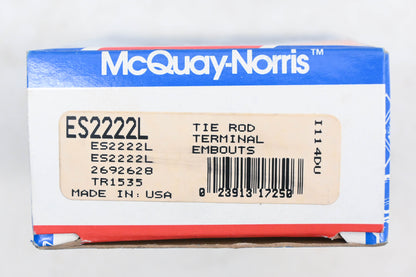 McQuay-Norris™
ES2222L
ES2222L
ES2222L
2692628
TR1535
MADE IN: USA
TIE ROD
TERMINAL
EMBOUTS
0 23913 17250
I114DU